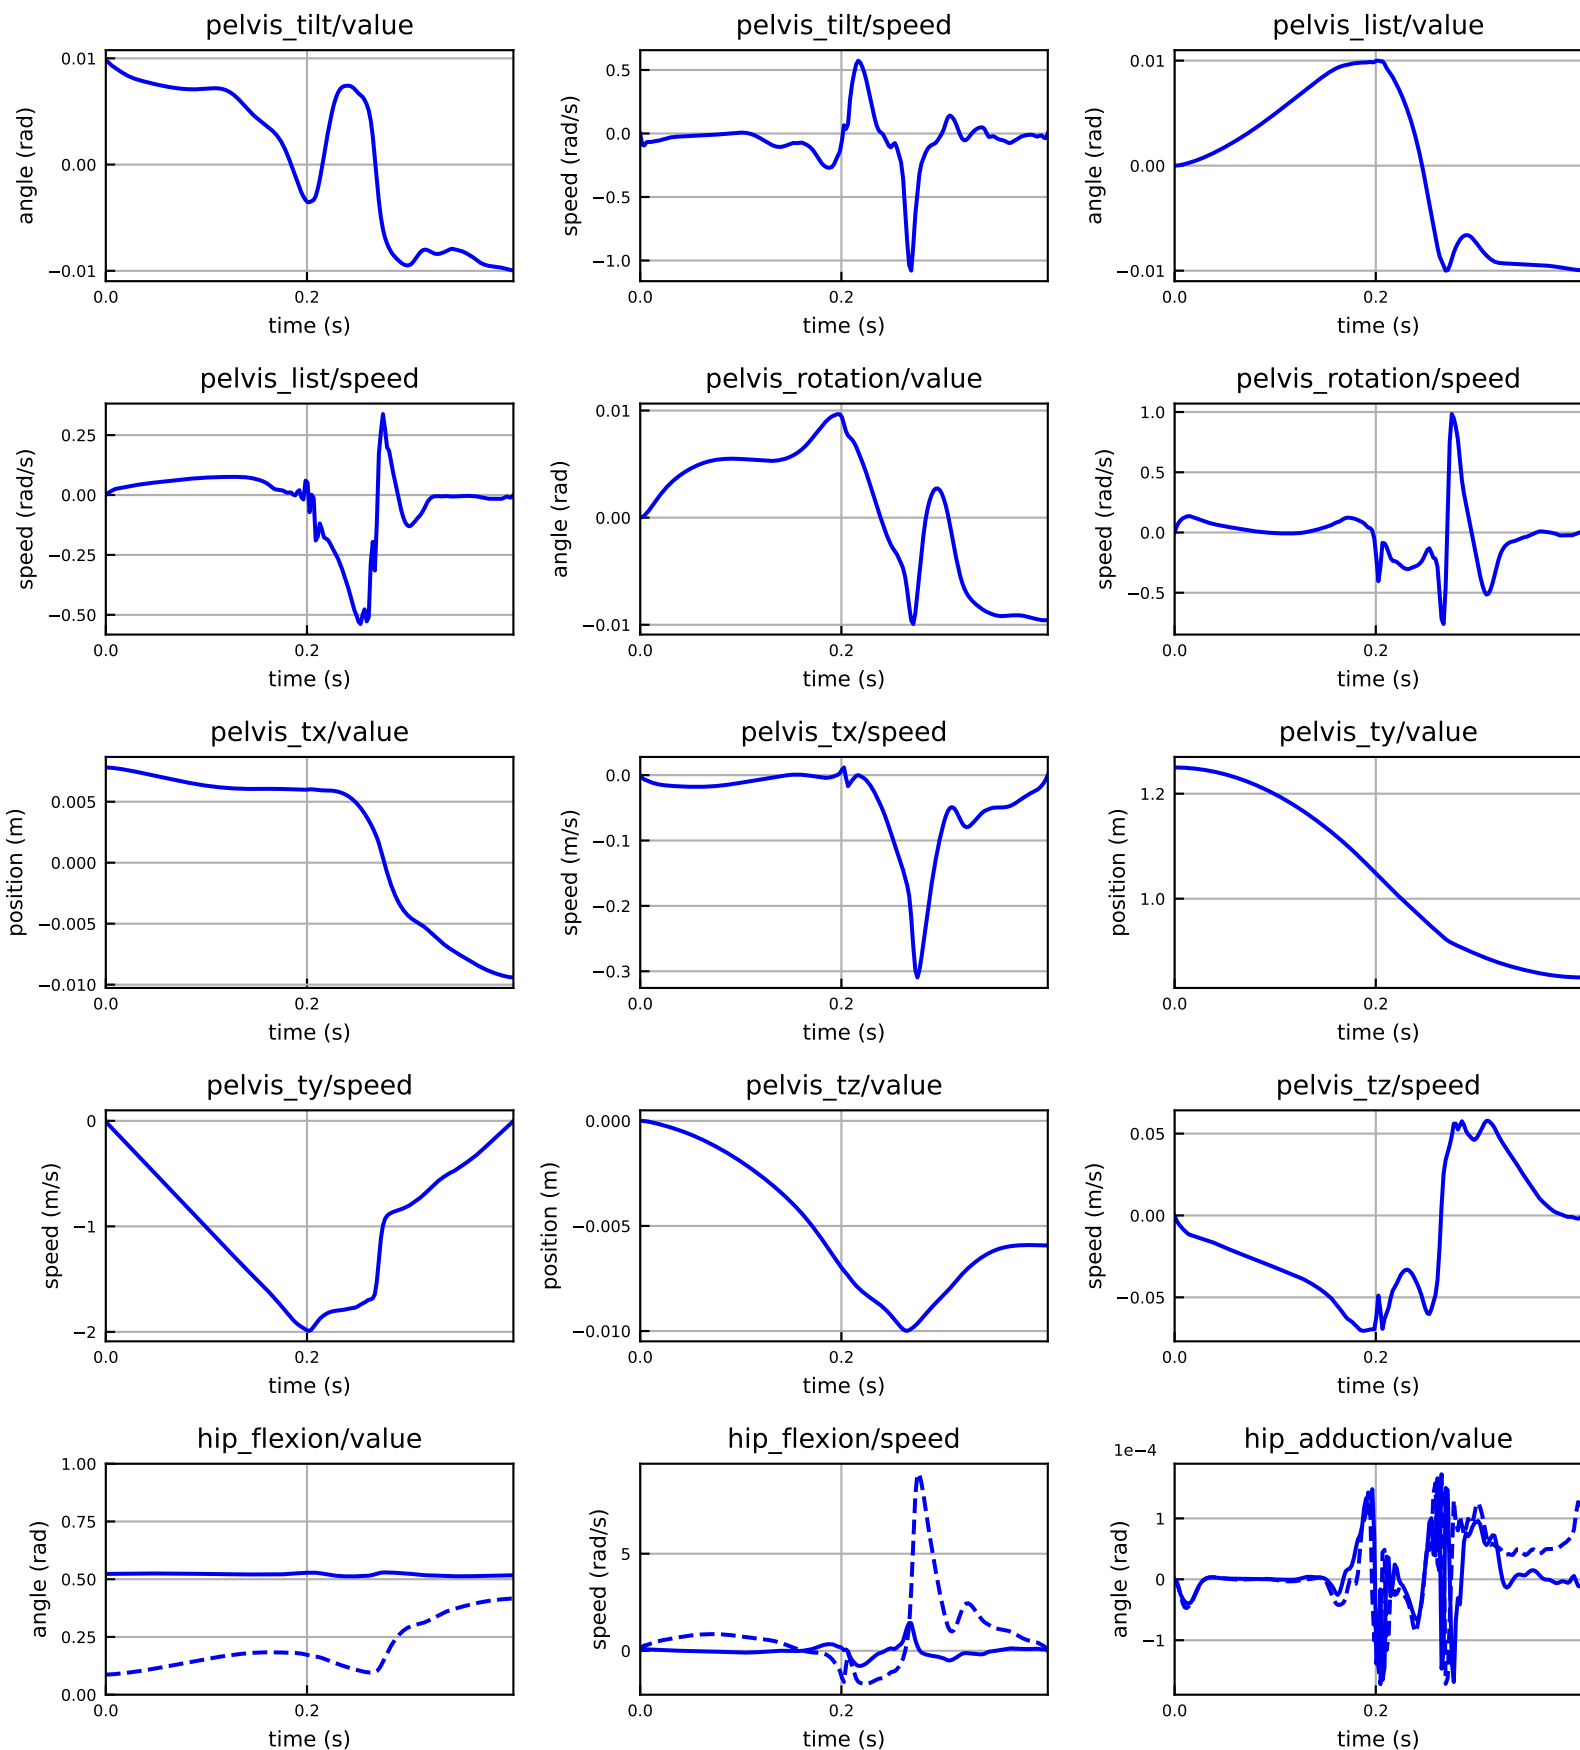 pelvis_tilt/value
pelvis_tilt/speed
pelvis_list/value
angle (rad)
0.01
0.00
−0.01
0.0
0.2
time (s)
speed (rad/s)
0.5
0.0
−0.5
−1.0
0.0
0.2
time (s)
angle (rad)
0.01
0.00
−0.01
0.0
0.2
time (s)
pelvis_list/speed
pelvis_rotation/value
pelvis_rotation/speed
speed (rad/s)
0.25
0.00
−0.25
−0.50
0.0
0.2
time (s)
angle (rad)
0.01
0.00
−0.01
0.0
0.2
time (s)
speed (rad/s)
1.0
0.5
0.0
−0.5
0.0
0.2
time (s)
pelvis_tx/value
pelvis_tx/speed
pelvis_ty/value
position (m)
0.005
0.000
−0.005
−0.010
0.0
0.2
time (s)
speed (m/s)
0.0
−0.1
−0.2
−0.3
0.0
0.2
time (s)
position (m)
1.2
1.0
0.0
0.2
time (s)
pelvis_ty/speed
pelvis_tz/value
pelvis_tz/speed
speed (m/s)
0
−1
−2
0.0
0.2
time (s)
position (m)
0.000
−0.005
−0.010
0.0
0.2
time (s)
speed (m/s)
0.05
0.00
−0.05
0.0
0.2
time (s)
hip_flexion/value
hip_flexion/speed
hip_adduction/value
angle (rad)
1.00
0.75
0.50
0.25
0.00
0.0
0.2
time (s)
speed (rad/s)
5
0
0.0
0.2
time (s)
1e−4
angle (rad)
1
0
−1
0.0
0.2
time (s)